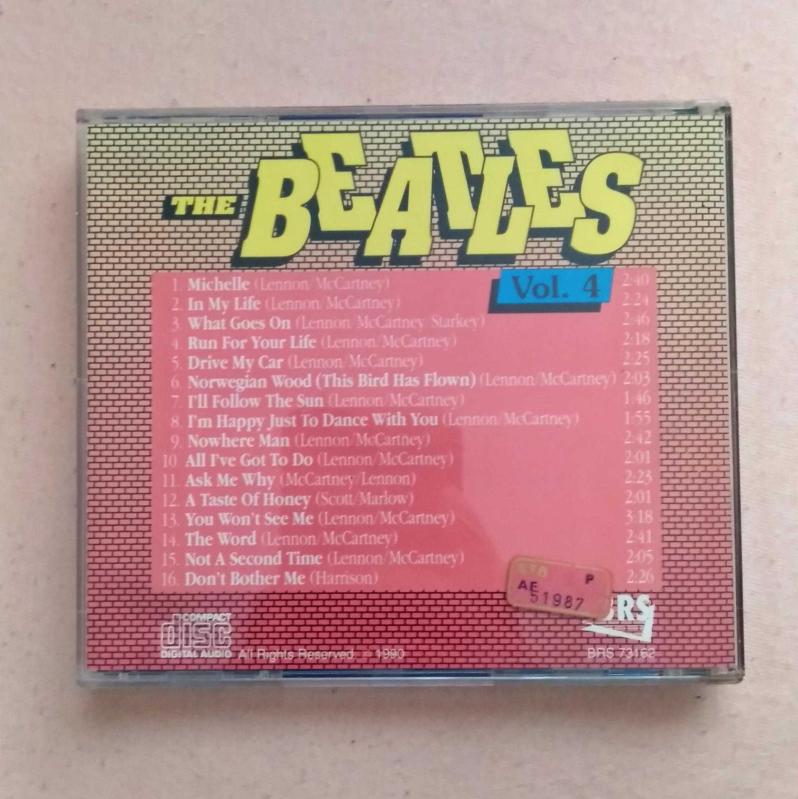 THE BEATLES
Vol. 4
1. Michelle (Lennon/McCartney) 2:40
2. In My Life (Lennon/McCartney) 2:24
3. What Goes On (Lennon/McCartney/Starkey) 2:46
4. Run For Your Life (Lennon/McCartney) 2:18
5. Drive My Car (Lennon/McCartney) 2:25
6. Norwegian Wood (This Bird Has Flown) (Lennon/McCartney) 2:03
7. I'll Follow The Sun (Lennon/McCartney) 1:46
8. I'm Happy Just To Dance With You (Lennon/McCartney) 1:55
9. Nowhere Man (Lennon/McCartney) 2:42
10. All I've Got To Do (Lennon/McCartney) 2:01
11. Ask Me Why (McCartney/Lennon) 2:23
12. A Taste Of Honey (Scott/Marlow) 2:01
13. You Won't See Me (Lennon/McCartney) 3:18
14. The Word (Lennon/McCartney) 2:41
15. Not A Second Time (Lennon/McCartney) 2:05
16. Don't Bother Me (Harrison) 2:26
P
AE
51987
COMPACT
disc
DIGITAL AUDIO
All Rights Reserved. ℗ 1990
BRS 73162